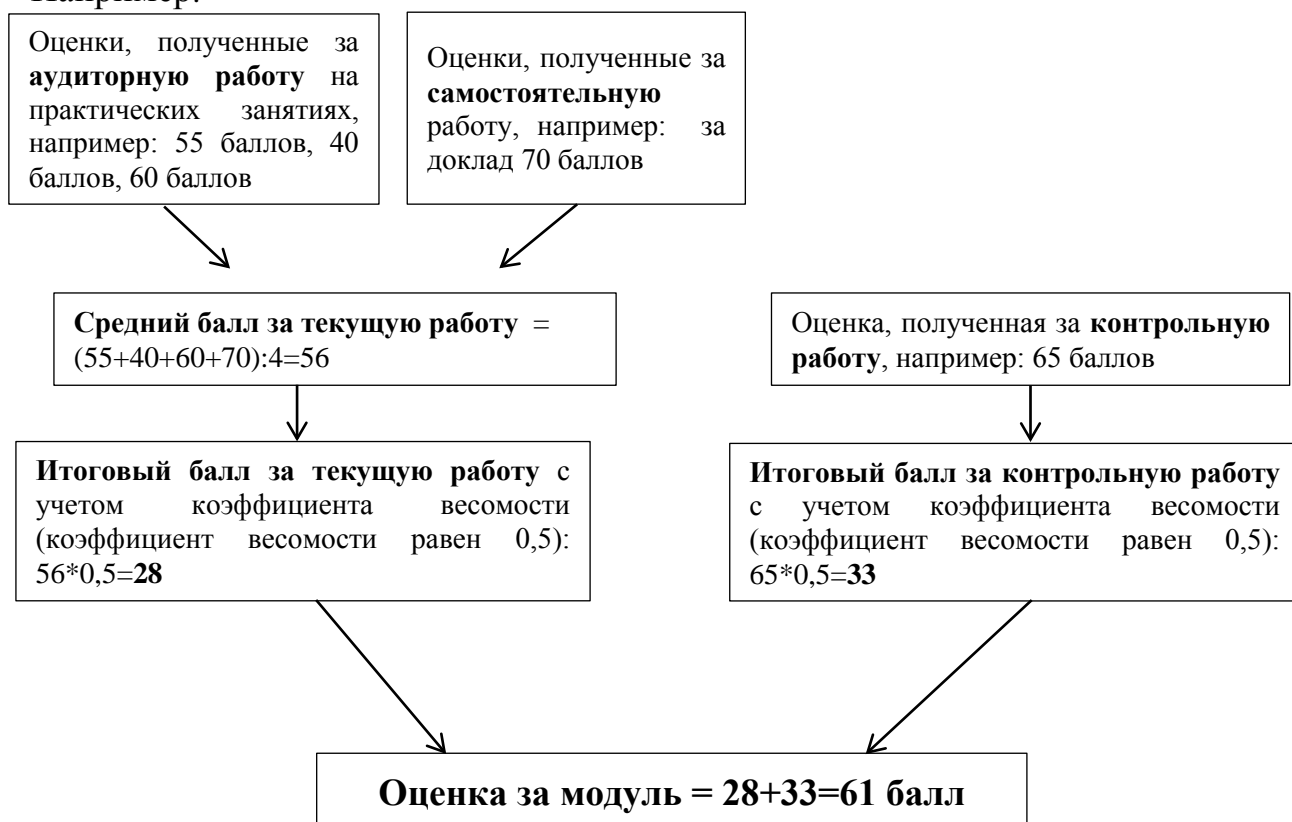 Например:
Оценки, полученные за
аудиторную работу на
практических занятиях,
например: 55 баллов, 40
баллов, 60 баллов
Оценки, полученные за
самостоятельную
работу, например: за
доклад 70 баллов
Средний балл за текущую работу =
(55+40+60+70):4=56
Оценка, полученная за контрольную
работу, например: 65 баллов
Итоговый балл за текущую работу с
учетом коэффициента весомости
(коэффициент весомости равен 0,5):
56*0,5=28
Итоговый балл за контрольную работу
с учетом коэффициента весомости
(коэффициент весомости равен 0,5):
65*0,5=33
Оценка за модуль = 28+33=61 балл